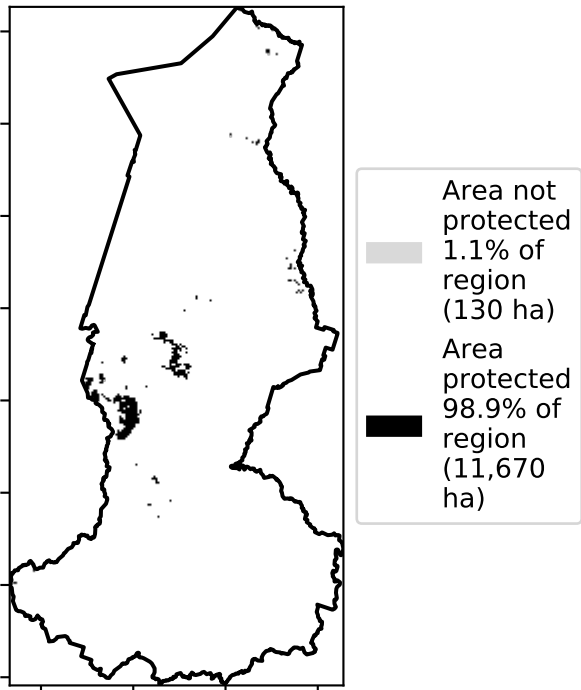 Area not
protected
1.1% of
region
(130 ha)
Area
protected
98.9% of
region
(11,670
ha)